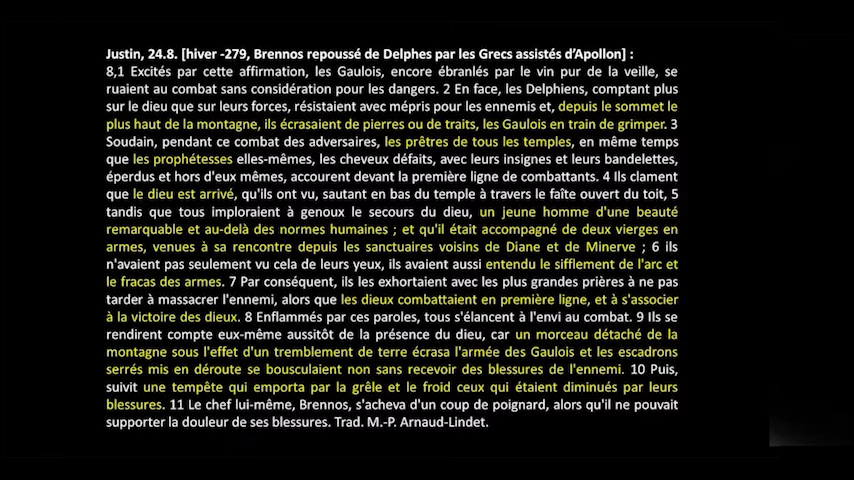 Justin, 24.8. [hiver -279, Brennos repoussé de Delphes par les Grecs assistés d’Apollon] :
8,1 Excités par cette affirmation, les Gaulois, encore ébranlés par le vin pur de la veille, se
ruaient au combat sans considération pour les dangers. 2 En face, les Delphiens, comptant plus
sur le dieu que sur leurs forces, résistaient avec mépris pour les ennemis et, depuis le sommet le
plus haut de la montagne, ils écrasaient de pierres ou de traits, les Gaulois en train de grimper. 3
Soudain, pendant ce combat des adversaires, les prêtres de tous les temples, en même temps
que les prophétesses elles-mêmes, les cheveux défaits, avec leurs insignes et leurs bandelettes,
éperdus et hors d'eux mêmes, accourent devant la première ligne de combattants. 4 Ils clament
que le dieu est arrivé, qu'ils ont vu, sautant en bas du temple à travers le faîte ouvert du toit, 5
tandis que tous imploraient à genoux le secours du dieu, un jeune homme d'une beauté
remarquable et au-delà des normes humaines ; et qu'il était accompagné de deux vierges en
armes, venues à sa rencontre depuis les sanctuaires voisins de Diane et de Minerve ; 6 ils
n'avaient pas seulement vu cela de leurs yeux, ils avaient aussi entendu le sifflement de l'arc et
le fracas des armes. 7 Par conséquent, ils les exhortaient avec les plus grandes prières à ne pas
tarder à massacrer l'ennemi, alors que les dieux combattaient en première ligne, et à s'associer
à la victoire des dieux. 8 Enflammés par ces paroles, tous s'élancent à l'envi au combat. 9 Ils se
rendirent compte eux-même aussitôt de la présence du dieu, car un morceau détaché de la
montagne sous l'effet d'un tremblement de terre écrasa l'armée des Gaulois et les escadrons
serrés mis en déroute se bousculaient non sans recevoir des blessures de l'ennemi. 10 Puis,
suivit une tempête qui emporta par la grêle et le froid ceux qui étaient diminués par leurs
blessures. 11 Le chef lui-même, Brennos, s'acheva d'un coup de poignard, alors qu'il ne pouvait
supporter la douleur de ses blessures. Trad. M.-P. Arnaud-Lindet.